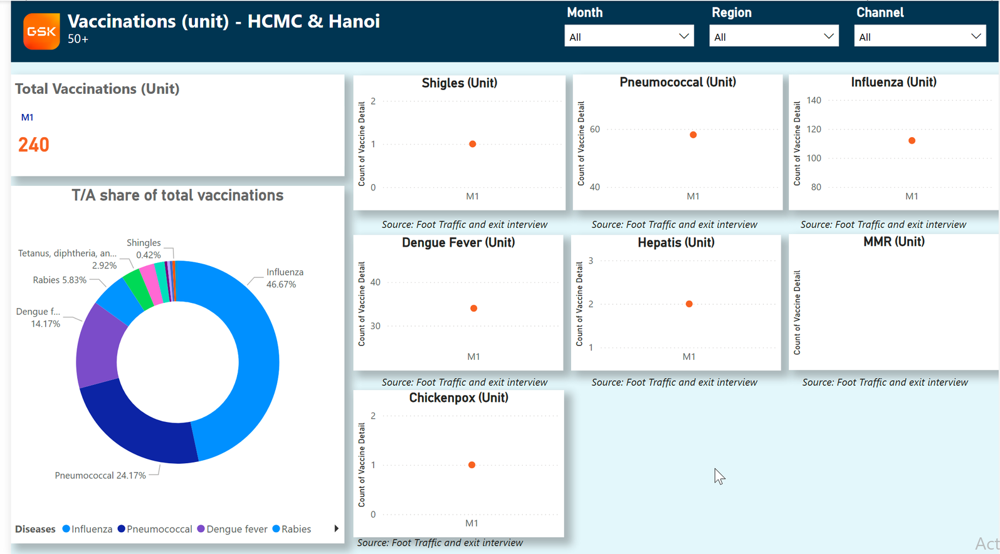 GSK
Vaccinations (unit) - HCMC & Hanoi
50+
Month
Region
Channel
All
All
All
Total Vaccinations (Unit)
M1
240
T/A share of total vaccinations
Shingles
0.42%
Tetanus, diphtheria, an...
2.92%
Rabies 5.83%
Dengue f...
14.17%
Influenza
46.67%
Pneumococcal 24.17%
Diseases Influenza Pneumococcal Dengue fever Rabies
Shigles (Unit)
Count of Vaccine Detail
2
1
0
M1
Source: Foot Traffic and exit interview
Pneumococcal (Unit)
Count of Vaccine Detail
60
40
M1
Source: Foot Traffic and exit interview
Influenza (Unit)
Count of Vaccine Detail
140
120
100
80
M1
Source: Foot Traffic and exit interview
Dengue Fever (Unit)
Count of Vaccine Detail
40
30
M1
Source: Foot Traffic and exit interview
Hepatis (Unit)
Count of Vaccine Detail
3
2
1
M1
Source: Foot Traffic and exit interview
MMR (Unit)
Count of Vaccine Detail
Source: Foot Traffic and exit interview
Chickenpox (Unit)
Count of Vaccine Detail
2
1
0
M1
Source: Foot Traffic and exit interview
Act